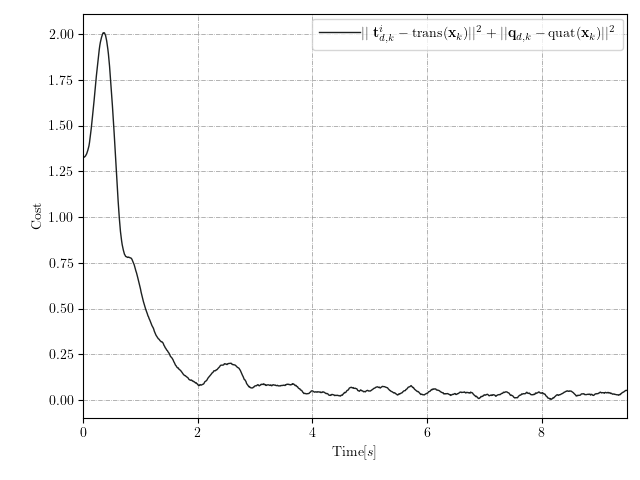 || t^i_{d,k} − trans(x_k)||^2 + ||q_{d,k} − quat(x_k)||^2
2.00
1.75
1.50
1.25
1.00
0.75
0.50
0.25
0.00
Cost
0 2 4 6 8
Time[s]